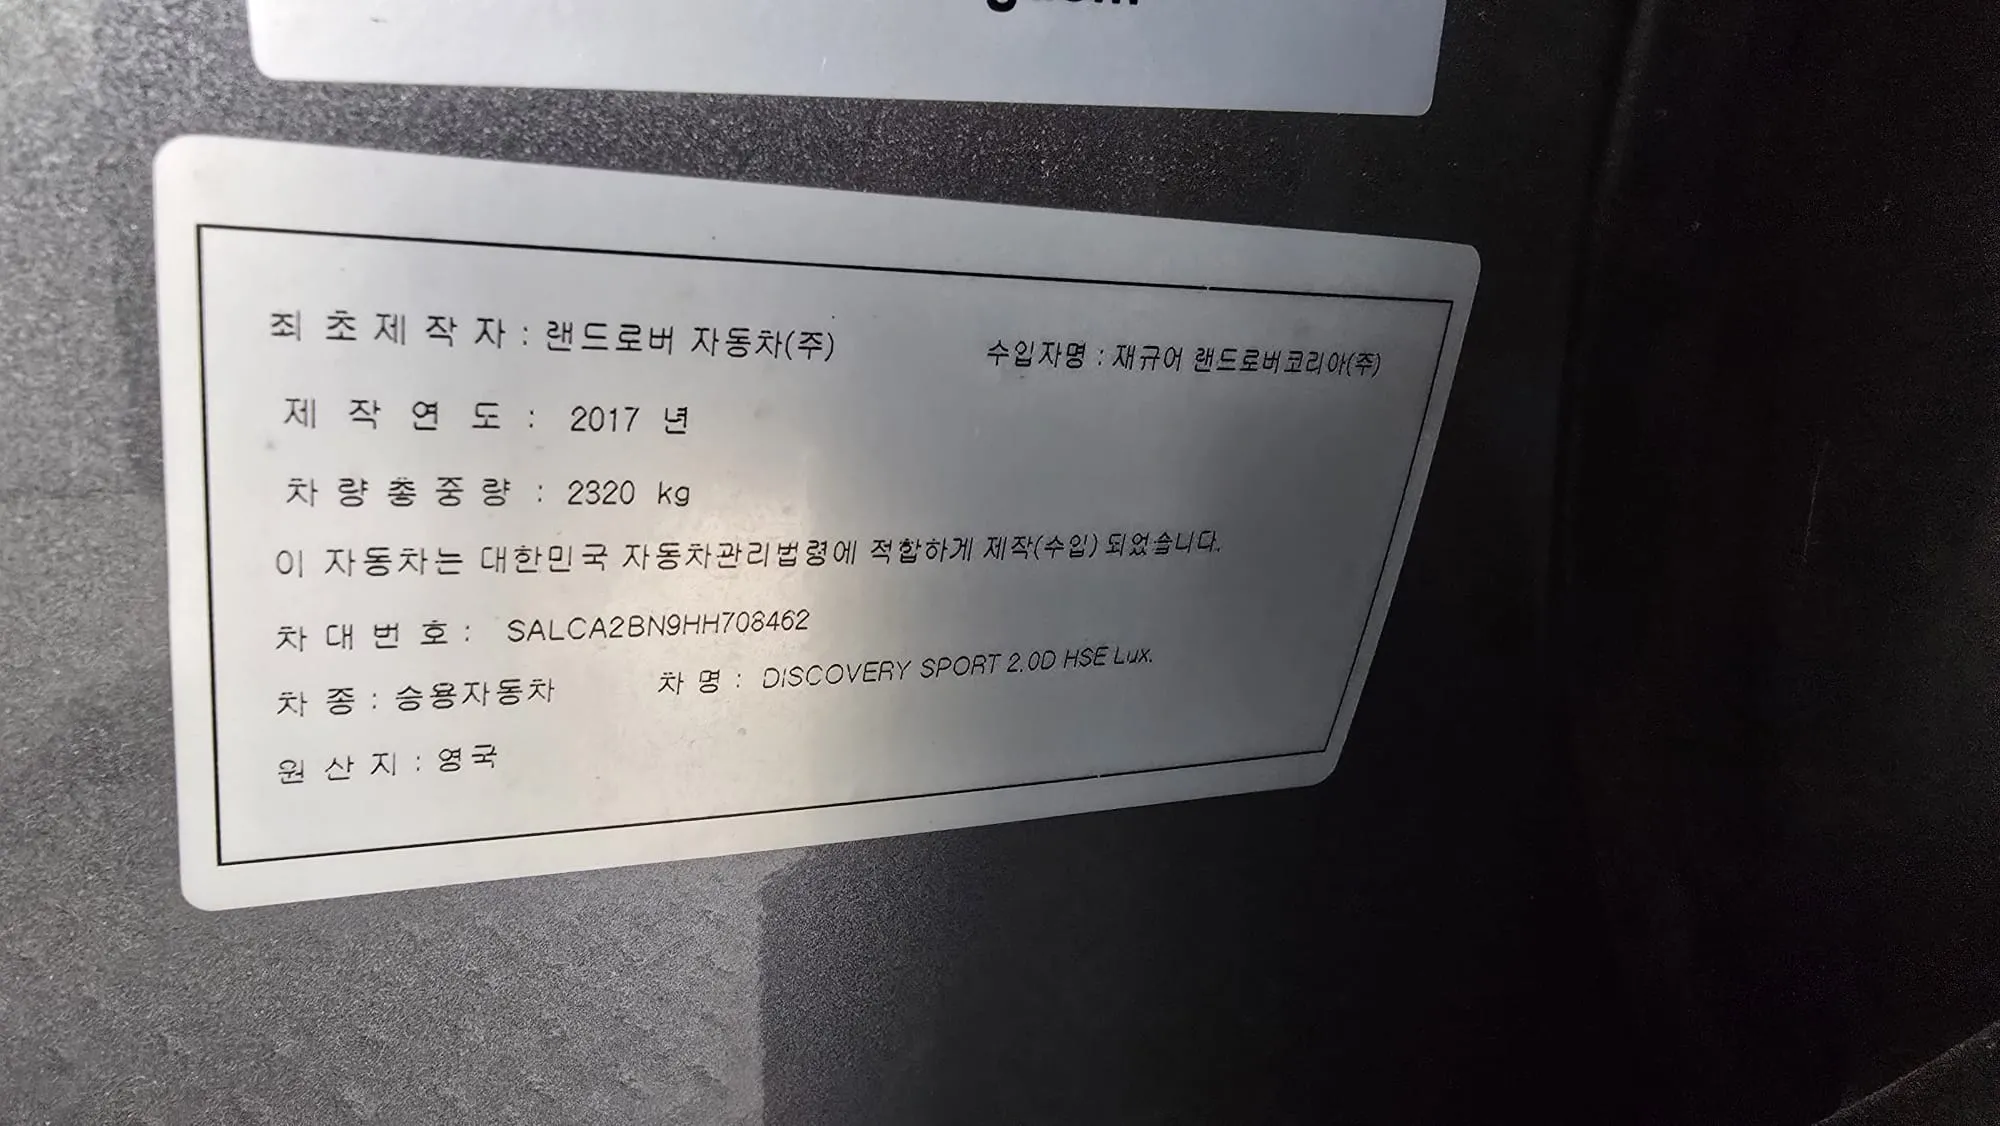 최초제작자 : 랜드로버 자동차(주) 수입자명 : 재규어 랜드로버코리아(주)
제작연도 : 2017 년
차량총중량 : 2320 kg
이 자동차는 대한민국 자동차관리법령에 적합하게 제작(수입) 되었습니다.
차대번호 : SALCA2BN9HH708462
차종 : 승용자동차 차명 : DISCOVERY SPORT 2.0D HSE Lux.
원산지 : 영국